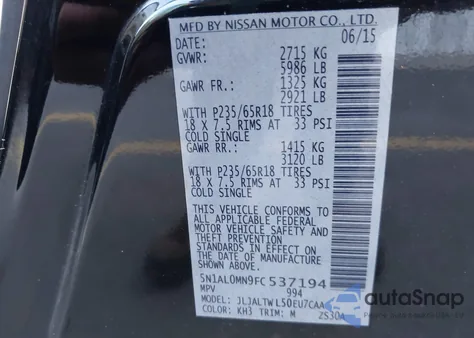 MFD BY NISSAN MOTOR CO., LTD.
DATE: 06/15
GVWR: 2715 KG
5986 LB
GAWR FR.: 1325 KG
2921 LB
WITH P235/65R18 TIRES
18 X 7.5 RIMS AT 33 PSI
COLD SINGLE
GAWR RR.: 1415 KG
3120 LB
WITH P235/65R18 TIRES
18 X 7.5 RIMS AT 33 PSI
COLD SINGLE
THIS VEHICLE CONFORMS TO
ALL APPLICABLE FEDERAL
MOTOR VEHICLE SAFETY AND
THEFT PREVENTION
STANDARDS IN EFFECT ON
THE DATE OF MANUFACTURE
SHOWN ABOVE.
5N1AL0MN9FC 537194
MPV 994
MODEL: JLJALTWL50EU7CAA
COLOR: KH3 TRIM: M 2S30A
autoSnap